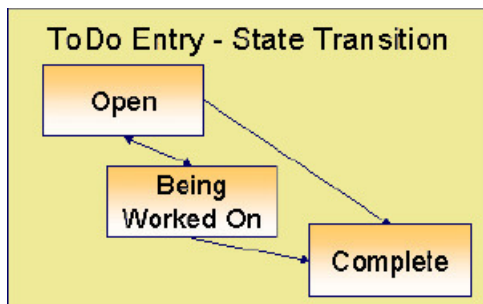 ToDo Entry - State Transition
Open
Being
Worked On
Complete